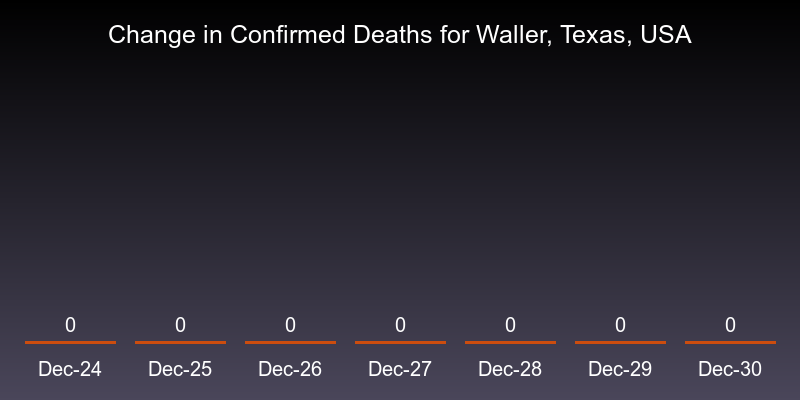 Change in Confirmed Deaths for Waller, Texas, USA
0 0 0 0 0 0 0
Dec-24 Dec-25 Dec-26 Dec-27 Dec-28 Dec-29 Dec-30